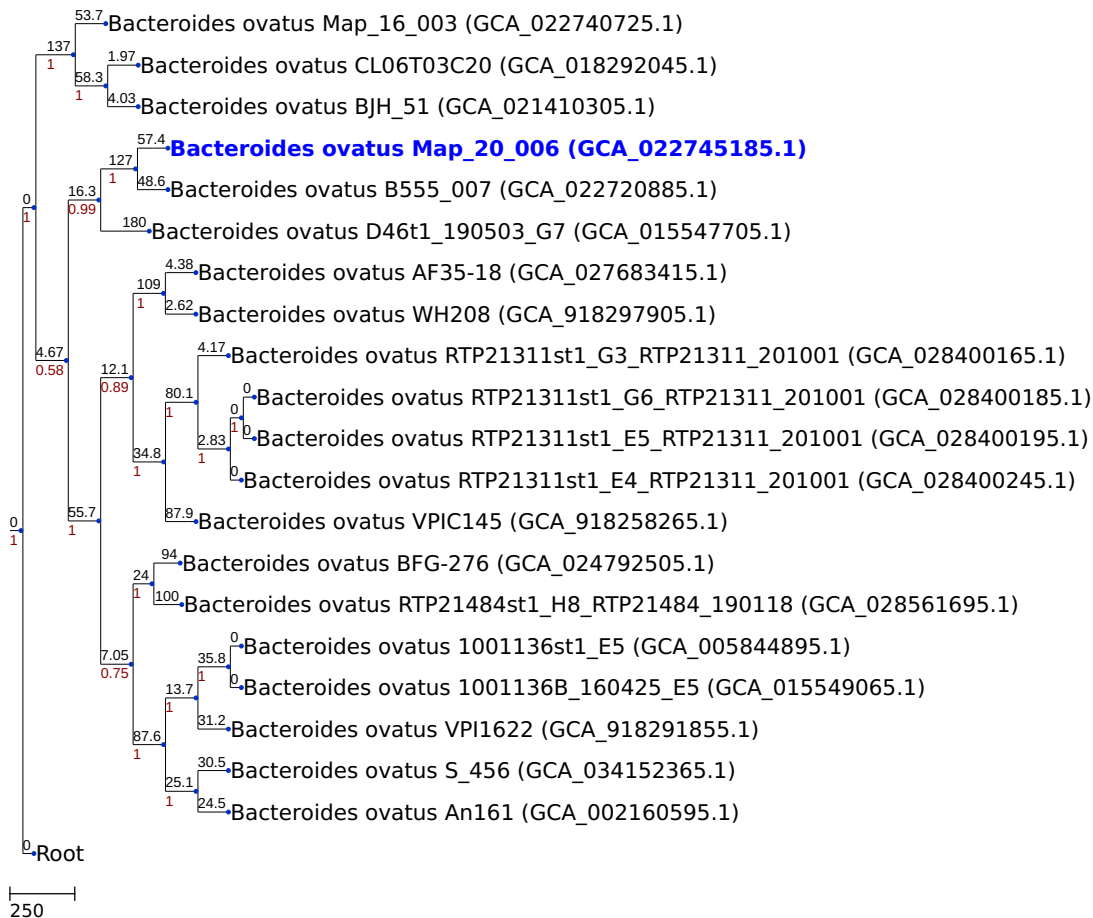 53.7
Bacteroides ovatus Map_16_003 (GCA_022740725.1)
137
1
1.97
Bacteroides ovatus CL06T03C20 (GCA_018292045.1)
58.3
1
4.03
Bacteroides ovatus BJH_51 (GCA_021410305.1)
57.4
Bacteroides ovatus Map_20_006 (GCA_022745185.1)
127
1
48.6
Bacteroides ovatus B555_007 (GCA_022720885.1)
16.3
0.99
0
1
180
Bacteroides ovatus D46t1_190503_G7 (GCA_015547705.1)
4.38
Bacteroides ovatus AF35-18 (GCA_027683415.1)
109
1
2.62
Bacteroides ovatus WH208 (GCA_918297905.1)
4.67
0.58
4.17
Bacteroides ovatus RTP21311st1_G3_RTP21311_201001 (GCA_028400165.1)
12.1
0.89
0
Bacteroides ovatus RTP21311st1_G6_RTP21311_201001 (GCA_028400185.1)
80.1
1
0
1
0
Bacteroides ovatus RTP21311st1_E5_RTP21311_201001 (GCA_028400195.1)
2.83
1
34.8
1
0
Bacteroides ovatus RTP21311st1_E4_RTP21311_201001 (GCA_028400245.1)
55.7
1
87.9
Bacteroides ovatus VPIC145 (GCA_918258265.1)
0
1
94
Bacteroides ovatus BFG-276 (GCA_024792505.1)
24
1
100
Bacteroides ovatus RTP21484st1_H8_RTP21484_190118 (GCA_028561695.1)
0
Bacteroides ovatus 1001136st1_E5 (GCA_005844895.1)
7.05
0.75
35.8
1
0
Bacteroides ovatus 1001136B_160425_E5 (GCA_015549065.1)
13.7
1
31.2
Bacteroides ovatus VPI1622 (GCA_918291855.1)
87.6
1
30.5
Bacteroides ovatus S_456 (GCA_034152365.1)
25.1
1
24.5
Bacteroides ovatus An161 (GCA_002160595.1)
0
Root
250